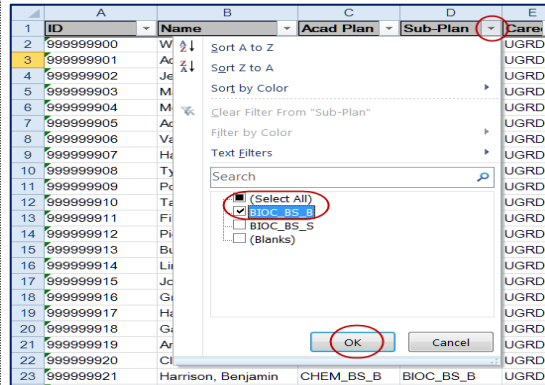 A B C D E
1 ID Name Acad Plan Sub-Plan
2 999999900 UGRD
3 999999901 UGRD
4 999999902 UGRD
5 999999903 UGRD
6 999999904 UGRD
7 999999905 UGRD
8 999999906 UGRD
9 999999907 UGRD
10 999999908 UGRD
11 999999909 UGRD
12 999999910 UGRD
13 999999911 UGRD
14 999999912 UGRD
15 999999913 UGRD
16 999999914 UGRD
17 999999915 UGRD
18 999999916 UGRD
19 999999917 UGRD
20 999999918 UGRD
21 999999919 UGRD
22 999999920 UGRD
23 999999921 Harrison, Benjamin CHEM_BS_B BIOC_BS_B UGRD
Sort A to Z
Sort Z to A
Sort by Color
Clear Filter From "Sub-Plan"
Filter by Color
Text Filters
Search
(Select All)
BIOC_BS_B
BIOC_BS_S
(Blanks)
OK Cancel